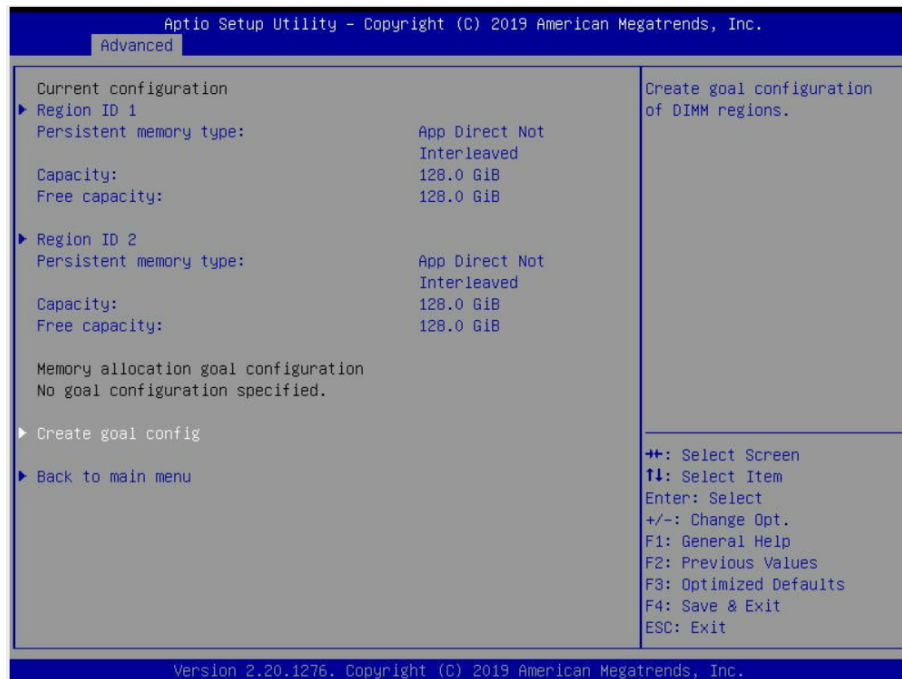 Aptio Setup Utility – Copyright (C) 2019 American Megatrends, Inc.
Advanced
Current configuration
▶ Region ID 1
Persistent memory type: App Direct Not
Interleaved
Capacity: 128.0 GiB
Free capacity: 128.0 GiB
▶ Region ID 2
Persistent memory type: App Direct Not
Interleaved
Capacity: 128.0 GiB
Free capacity: 128.0 GiB
Memory allocation goal configuration
No goal configuration specified.
▶ Create goal config
▶ Back to main menu
Create goal configuration
of DIMM regions.
→←: Select Screen
↑↓: Select Item
Enter: Select
+/-: Change Opt.
F1: General Help
F2: Previous Values
F3: Optimized Defaults
F4: Save & Exit
ESC: Exit
Version 2.20.1276. Copyright (C) 2019 American Megatrends, Inc.